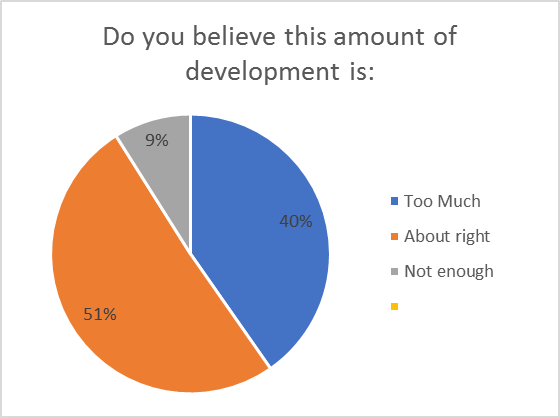 Do you believe this amount of
development is:
9%
40%
51%
Too Much
About right
Not enough